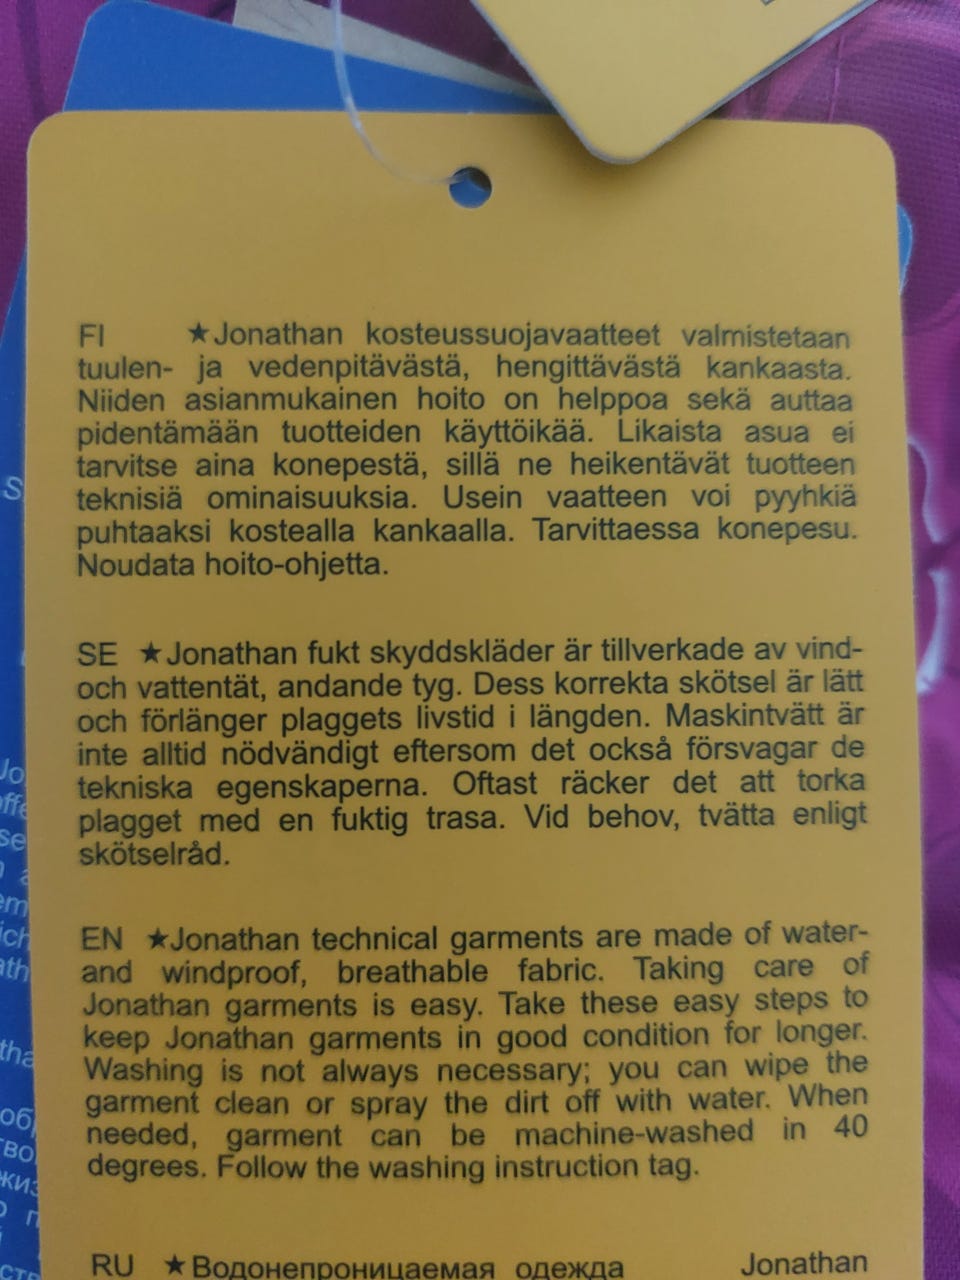 FI ★Jonathan kosteussuojavaatteet valmistetaan
tuulen- ja vedenpitävästä, hengittävästä kankaasta.
Niiden asianmukainen hoito on helppoa sekä auttaa
pidentämään tuotteiden käyttöikää. Likaista asua ei
tarvitse aina konepestä, sillä ne heikentävät tuotteen
teknisiä ominaisuuksia. Usein vaatteen voi pyyhkiä
puhtaaksi kostealla kankaalla. Tarvittaessa konepesu.
Noudata hoito-ohjetta.
SE ★Jonathan fukt skyddskläder är tillverkade av vind-
och vattentät, andande tyg. Dess korrekta skötsel är lätt
och förlänger plaggets livstid i längden. Maskintvätt är
inte alltid nödvändigt eftersom det också försvagar de
tekniska egenskaperna. Oftast räcker det att torka
plagget med en fuktig trasa. Vid behov, tvätta enligt
skötselråd.
EN ★Jonathan technical garments are made of water-
and windproof, breathable fabric. Taking care of
Jonathan garments is easy. Take these easy steps to
keep Jonathan garments in good condition for longer.
Washing is not always necessary; you can wipe the
garment clean or spray the dirt off with water. When
needed, garment can be machine-washed in 40
degrees. Follow the washing instruction tag.
RU ★Водонепроницаемая одежда Jonathan